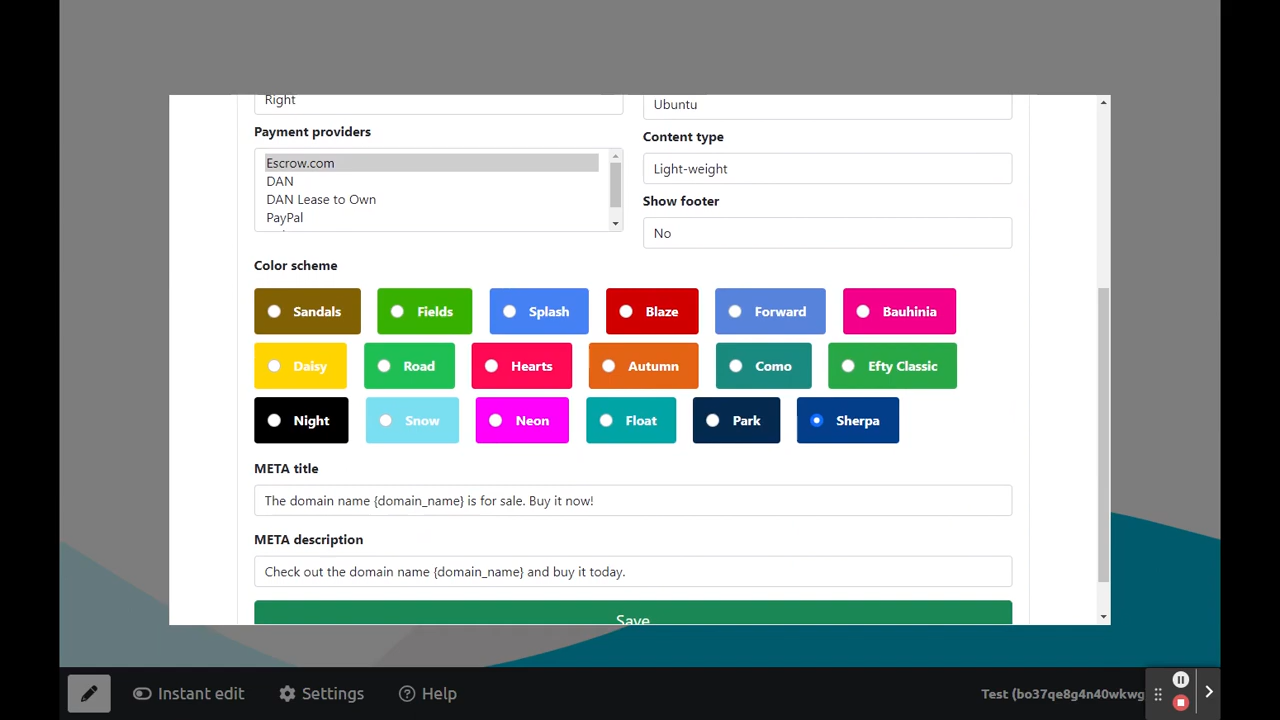 Right
Ubuntu
Payment providers
Content type
Escrow.com
DAN
DAN Lease to Own
PayPal
Light-weight
Show footer
No
Color scheme
Sandals Fields Splash Blaze Forward Bauhinia
Daisy Road Hearts Autumn Como Efty Classic
Night Snow Neon Float Park Sherpa
META title
The domain name {domain_name} is for sale. Buy it now!
META description
Check out the domain name {domain_name} and buy it today.
Save
Instant edit Settings Help Test (bo37qe8g4n40wkwg